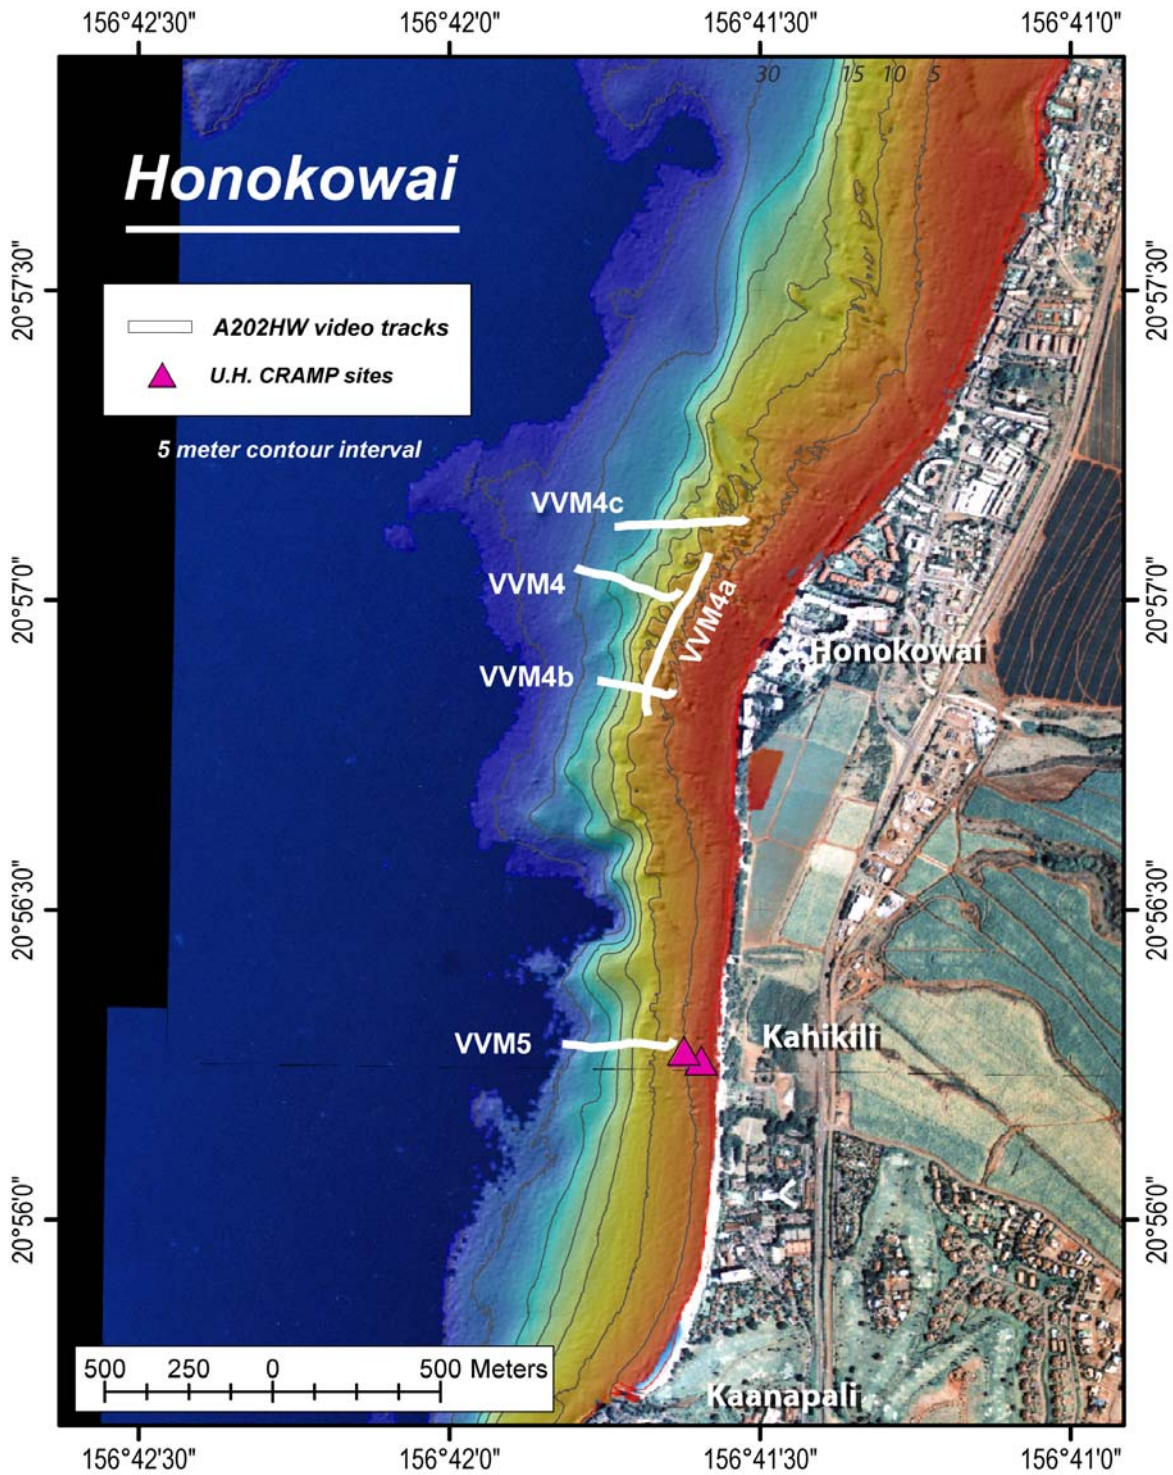 156°42'30" 156°42'0" 156°41'30" 156°41'0"
30 15 10 5
Honokowai
20°57'30" 20°57'30"
A202HW video tracks
U.H. CRAMP sites
5 meter contour interval
VVM4c
VVM4
VVM4a
20°57'0" 20°57'0"
Honokowai
VVM4b
20°56'30" 20°56'30"
Kahikili
VVM5
20°56'0" 20°56'0"
500 250 0 500 Meters
Kaanapali
156°42'30" 156°42'0" 156°41'30" 156°41'0"